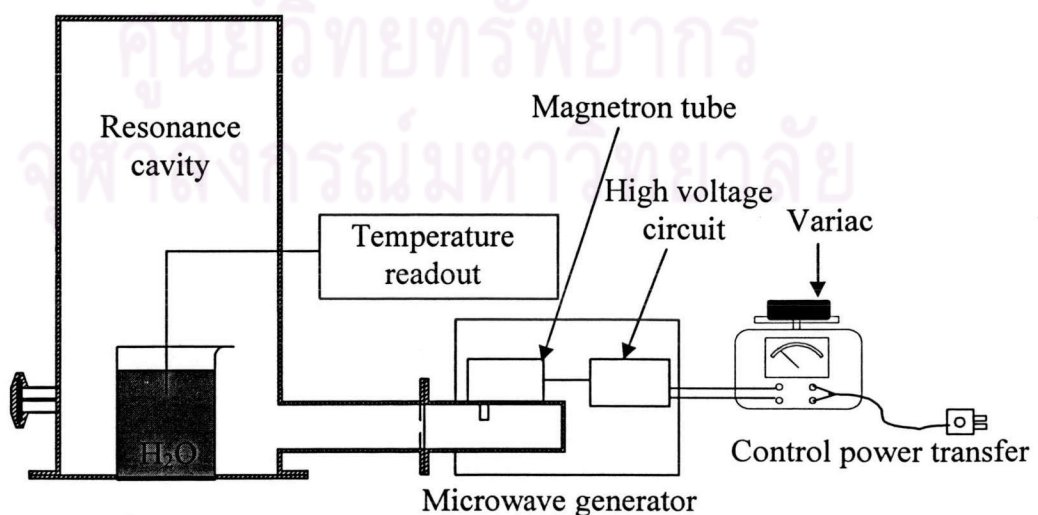 ศูนย์วิทยทรัพยากร
จุฬาลงกรณ์มหาวิทยาลัย
Resonance
cavity
Magnetron tube
High voltage
circuit
Variac
Temperature
readout
H₂O
Control power transfer
Microwave generator